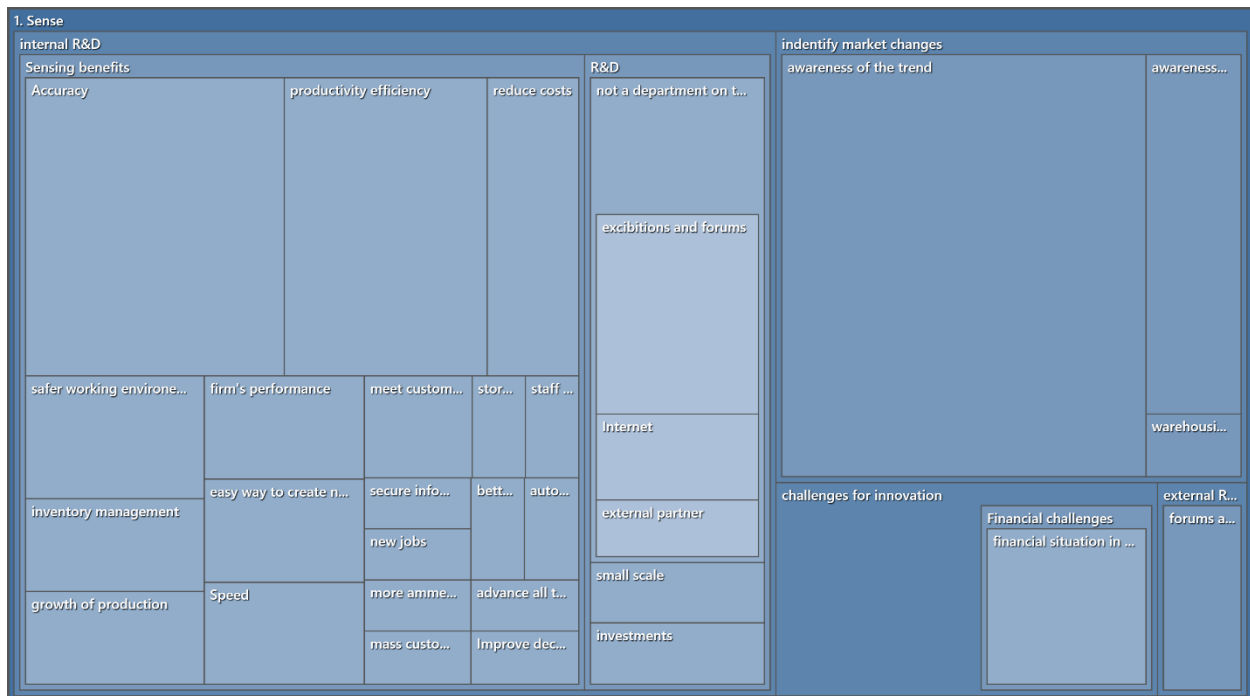 1. Sense
internal R&D
Sensing benefits
Accuracy
productivity efficiency
reduce costs
safer working environe...
firm's performance
meet custom...
stor...
staff ...
easy way to create n...
secure info...
bett...
auto...
inventory management
new jobs
growth of production
Speed
more amme...
advance all t...
mass custo...
Improve dec...
R&D
not a department on t...
excibitions and forums
Internet
external partner
small scale
investments
indentify market changes
awareness of the trend
awareness...
warehousi...
challenges for innovation
Financial challenges
financial situation in ...
external R...
forums a...